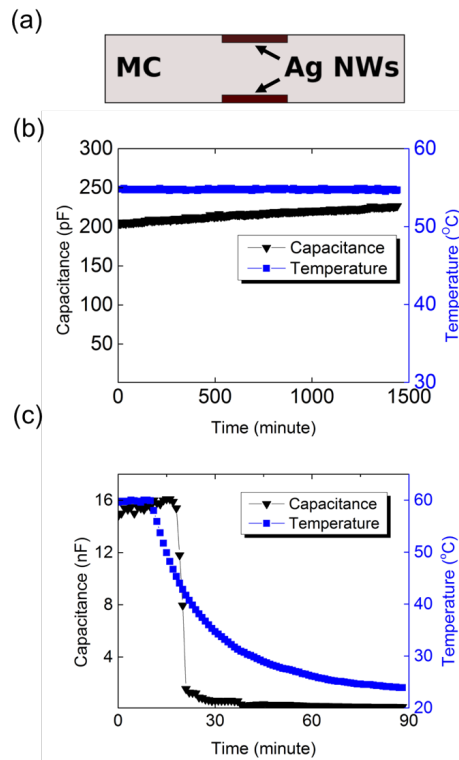 (a)
MC Ag NWs
(b)
300
250
200
150
100
50
Capacitance (pF)
60
50
40
30
Temperature (°C)
Capacitance
Temperature
0 500 1000 1500
Time (minute)
(c)
16
12
8
4
Capacitance (nF)
60
50
40
30
20
Temperature (°C)
Capacitance
Temperature
0 30 60 90
Time (minute)